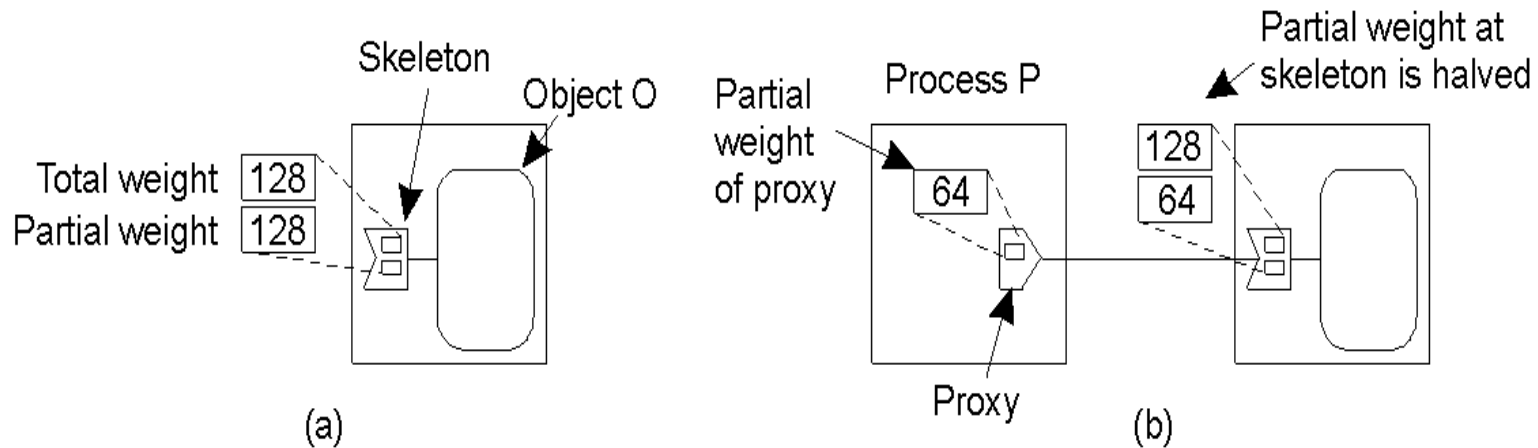 Skeleton
Object O
Total weight 128
Partial weight 128
(a)
Partial
weight
of proxy
Process P
64
Proxy
Partial weight at
skeleton is halved
128
64
(b)